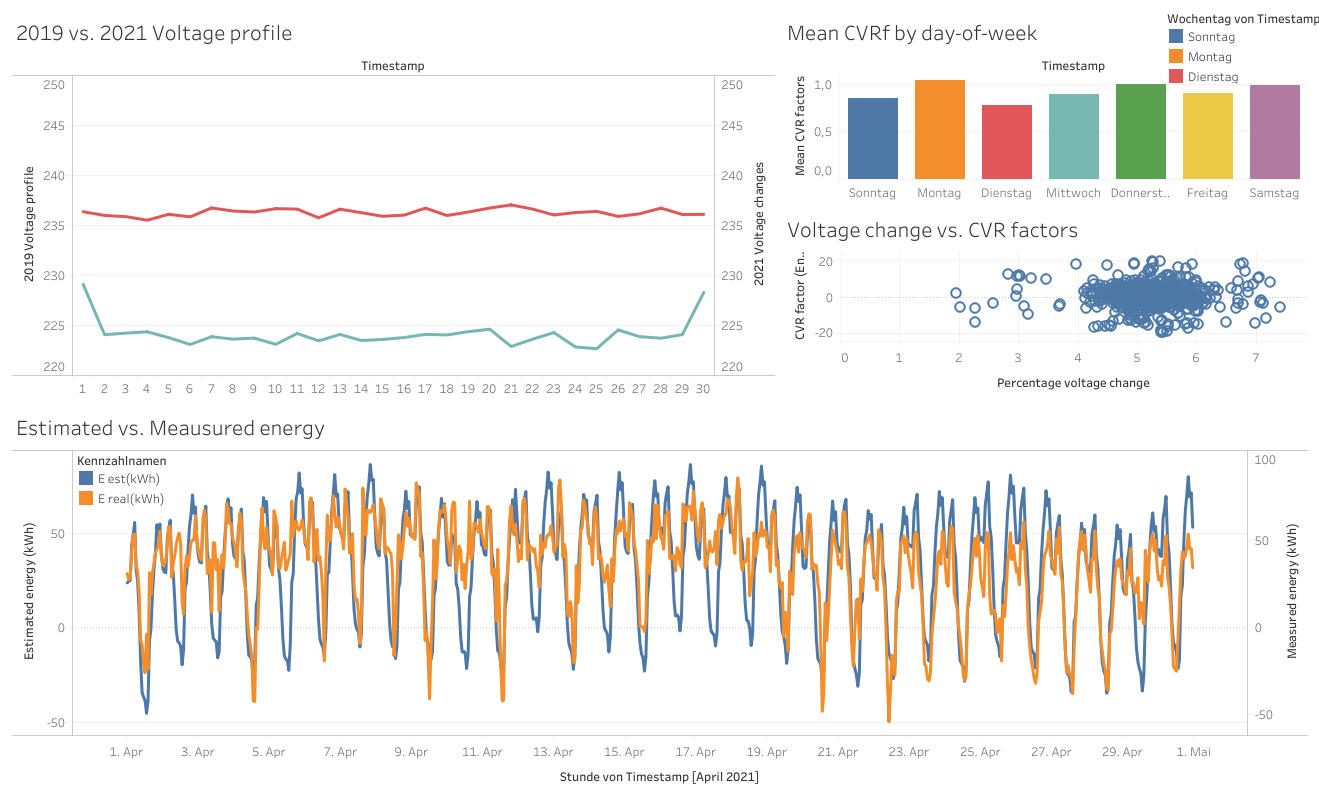 2019 vs. 2021 Voltage profile
Timestamp
250
245
240
235
230
225
220
2019 Voltage profile
250
245
240
235
230
225
220
2021 Voltage changes
1 2 3 4 5 6 7 8 9 10 11 12 13 14 15 16 17 18 19 20 21 22 23 24 25 26 27 28 29 30
Mean CVRf by day-of-week
Wochentag von Timestamp
Sonntag
Montag
Dienstag
Timestamp
Mean CVR factors
1,0
0,5
0,0
Sonntag Montag Dienstag Mittwoch Donnerst.. Freitag Samstag
Voltage change vs. CVR factors
CVR factor (En..
20
0
-20
0 1 2 3 4 5 6 7
Percentage voltage change
Estimated vs. Meausured energy
Kennzahlnamen
E est(kWh)
E real(kWh)
Estimated energy (kWh)
50
0
-50
100
50
0
-50
Measured energy (kWh)
1. Apr 3. Apr 5. Apr 7. Apr 9. Apr 11. Apr 13. Apr 15. Apr 17. Apr 19. Apr 21. Apr 23. Apr 25. Apr 27. Apr 29. Apr 1. Mai
Stunde von Timestamp [April 2021]